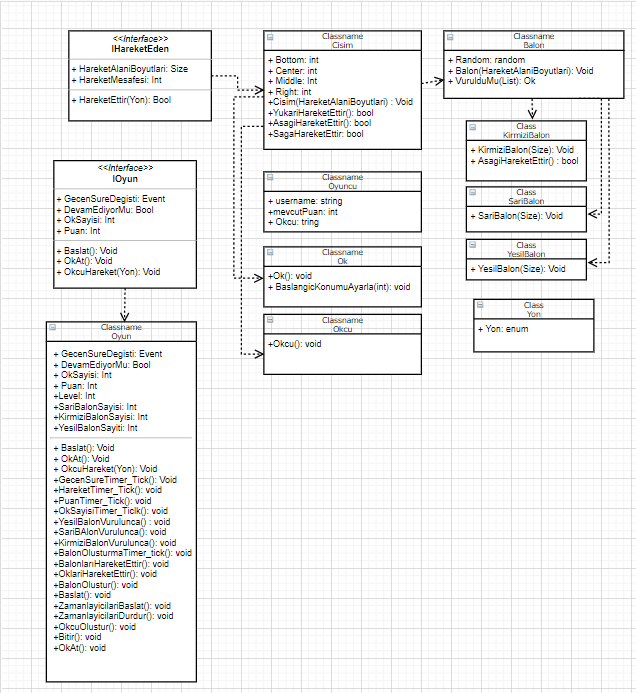 <<Interface>>
IHareketEden
+ HareketAlaniBoyutlari: Size
+ HareketMesafesi: Int
+ HareketEttir(Yon): Bool
Classname
Cisim
+ Bottom: int
+ Center: int
+ Middle: Int
+ Right: int
+Cisim(HareketAlaniBoyutlari) : Void
+YukariHareketEttir(): bool
+AsagiHareketEttir(): bool
+SagaHareketEttir: bool
Classname
Balon
+ Random: random
+ Balon(HareketAlaniBoyutlari): Void
+ VurulduMu(List): Ok
Class
KirmiziBalon
+ KirmiziBalon(Size): Void
+ AsagiHareketEttir() : bool
<<Interface>>
IOyun
+ GecenSureDegisti: Event
+ DevamEdiyorMu: Bool
+ OkSayisi: Int
+ Puan: Int
+ Baslat(): Void
+ OkAt(): Void
+ OkcuHareket(Yon): Void
Classname
Oyuncu
+ username: string
+mevcutPuan: int
+ Okcu: tring
Class
SariBalon
+ SariBalon(Size): Void
Classname
Ok
+Ok(): void
+ BaslangicKonumuAyarla(int): void
Class
YesilBalon
+ YesilBalon(Size): Void
Class
Yon
+ Yon: enum
Classname
Okcu
+Okcu(): void
Classname
Oyun
+ GecenSureDegisti: Event
+ DevamEdiyorMu: Bool
+ OkSayisi: Int
+ Puan: Int
+Level: Int
+SariBalonSayisi: Int
+KirmiziBalonSayisi: Int
+YesilBalonSayiti: Int
+ Baslat(): Void
+ OkAt(): Void
+ OkcuHareket(Yon): Void
+GecenSureTimer_Tick(): Void
+HareketTimer_Tick(): void
+PuanTimer_Tick(): void
+OkSayisiTimer_Ticlk(): void
+YesilBAlonVurulunca() : void
+SariBAlonVurulunca(): void
+KirmiziBalonVurulunca(): void
+BalonOlusturmaTimer_tick(): void
+BalonlarıHareketEttir(): void
+OklariHareketEttir(): void
+BalonOlustur(): void
+Baslat(): void
+ZamanlayicilariBaslat(): void
+ZamanlayicilariDurdur(): void
+OkcuOlustur(): void
+Bitir(): void
+OkAt(): void